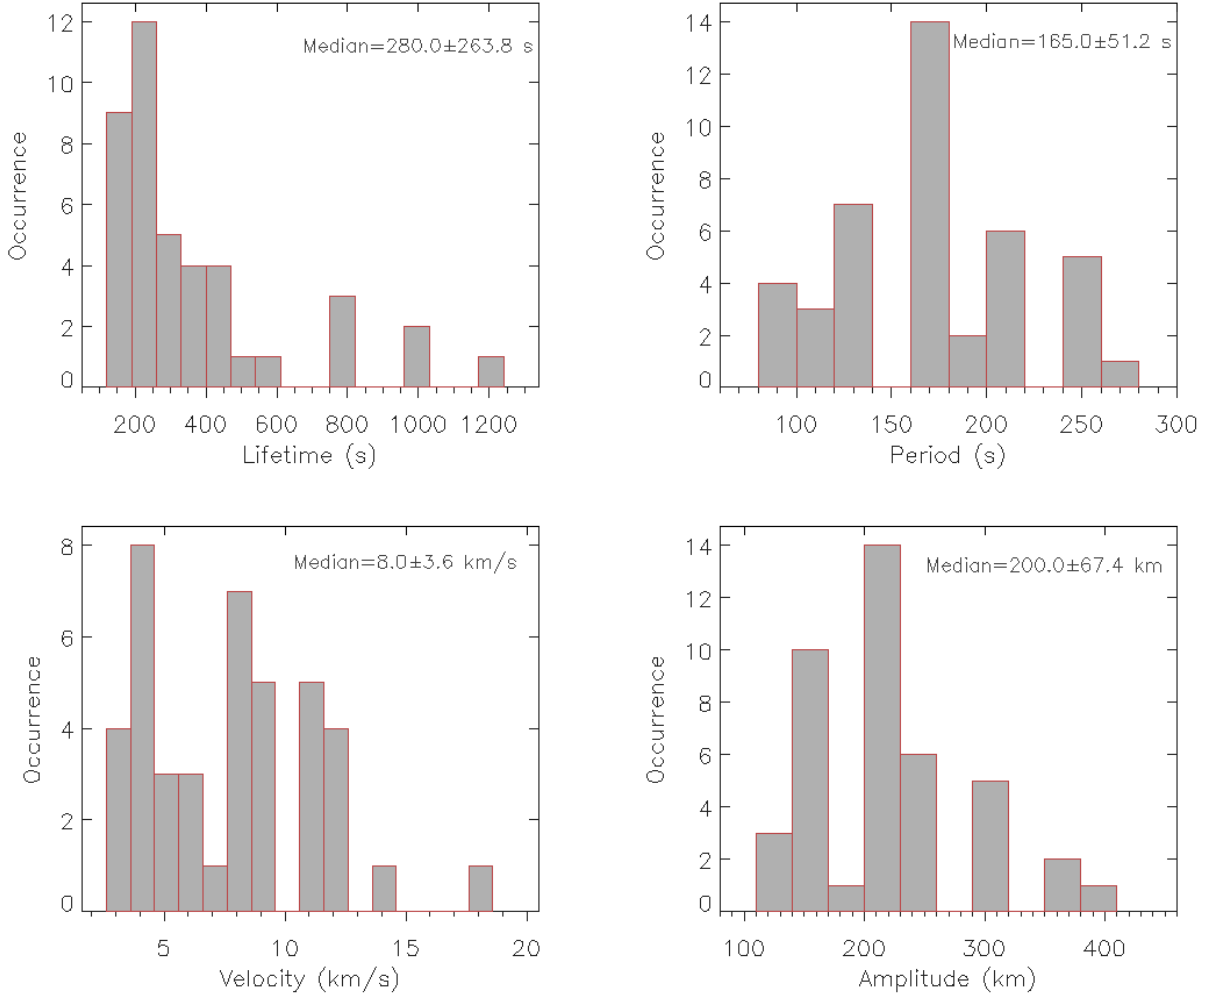 Median=280.0±263.8 s
12
10
8
6
4
2
0
Occurrence
200 400 600 800 1000 1200
Lifetime (s)
Median=165.0±51.2 s
14
12
10
8
6
4
2
0
Occurrence
100 150 200 250 300
Period (s)
Median=8.0±3.6 km/s
8
6
4
2
0
Occurrence
5 10 15 20
Velocity (km/s)
Median=200.0±67.4 km
14
12
10
8
6
4
2
0
Occurrence
100 200 300 400
Amplitude (km)